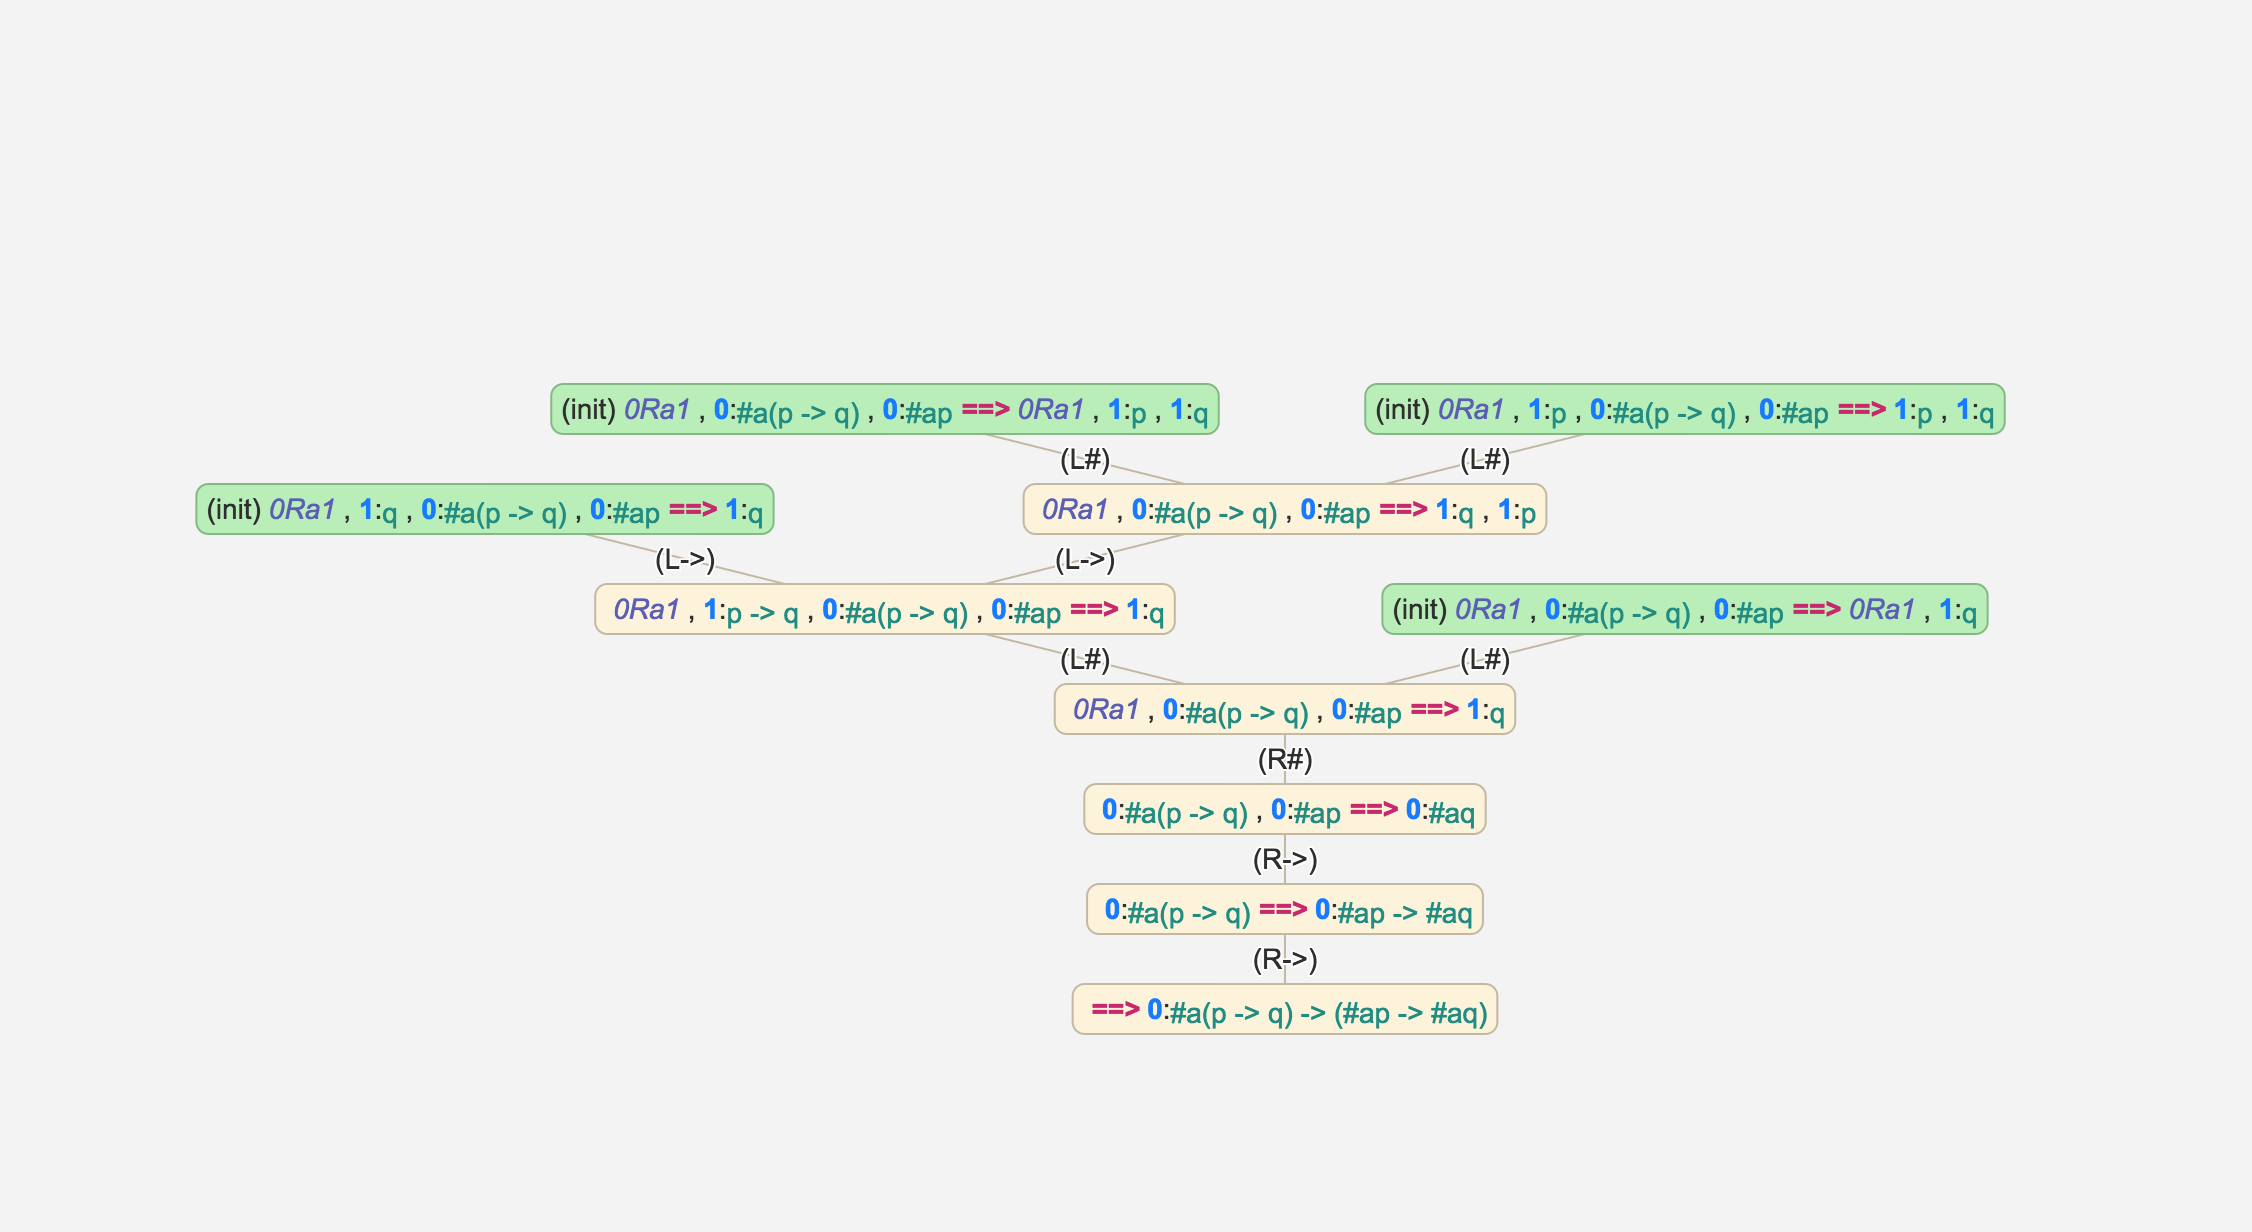 (init) 0Ra1 , 0:#a(p -> q) , 0:#ap ==> 0Ra1 , 1:p , 1:q
(init) 0Ra1 , 1:p , 0:#a(p -> q) , 0:#ap ==> 1:p , 1:q
(L#)
(L#)
(init) 0Ra1 , 1:q , 0:#a(p -> q) , 0:#ap ==> 1:q
0Ra1 , 0:#a(p -> q) , 0:#ap ==> 1:q , 1:p
(L->)
(L->)
0Ra1 , 1:p -> q , 0:#a(p -> q) , 0:#ap ==> 1:q
(init) 0Ra1 , 0:#a(p -> q) , 0:#ap ==> 0Ra1 , 1:q
(L#)
(L#)
0Ra1 , 0:#a(p -> q) , 0:#ap ==> 1:q
(R#)
0:#a(p -> q) , 0:#ap ==> 0:#aq
(R->)
0:#a(p -> q) ==> 0:#ap -> #aq
(R->)
==> 0:#a(p -> q) -> (#ap -> #aq)